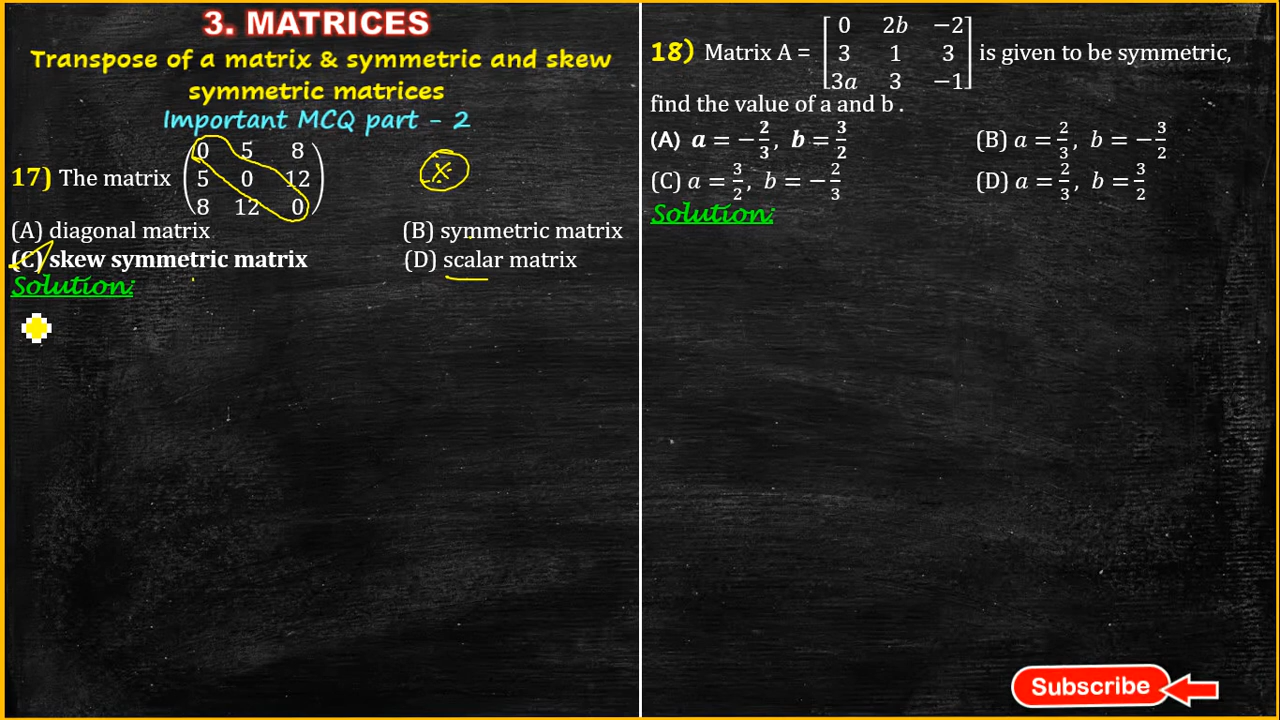 3. MATRICES
Transpose of a matrix & symmetric and skew
symmetric matrices
Important MCQ part - 2
0 5 8
17) The matrix 5 0 12
8 12 0
(A) diagonal matrix (B) symmetric matrix
(C) skew symmetric matrix (D) scalar matrix
Solution:
0 2b −2
18) Matrix A = 3 1 3 is given to be symmetric,
3a 3 −1
find the value of a and b .
(A) a = −2/3, b = 3/2 (B) a = 2/3, b = −3/2
(C) a = 3/2, b = −2/3 (D) a = 2/3, b = 3/2
Solution:
Subscribe